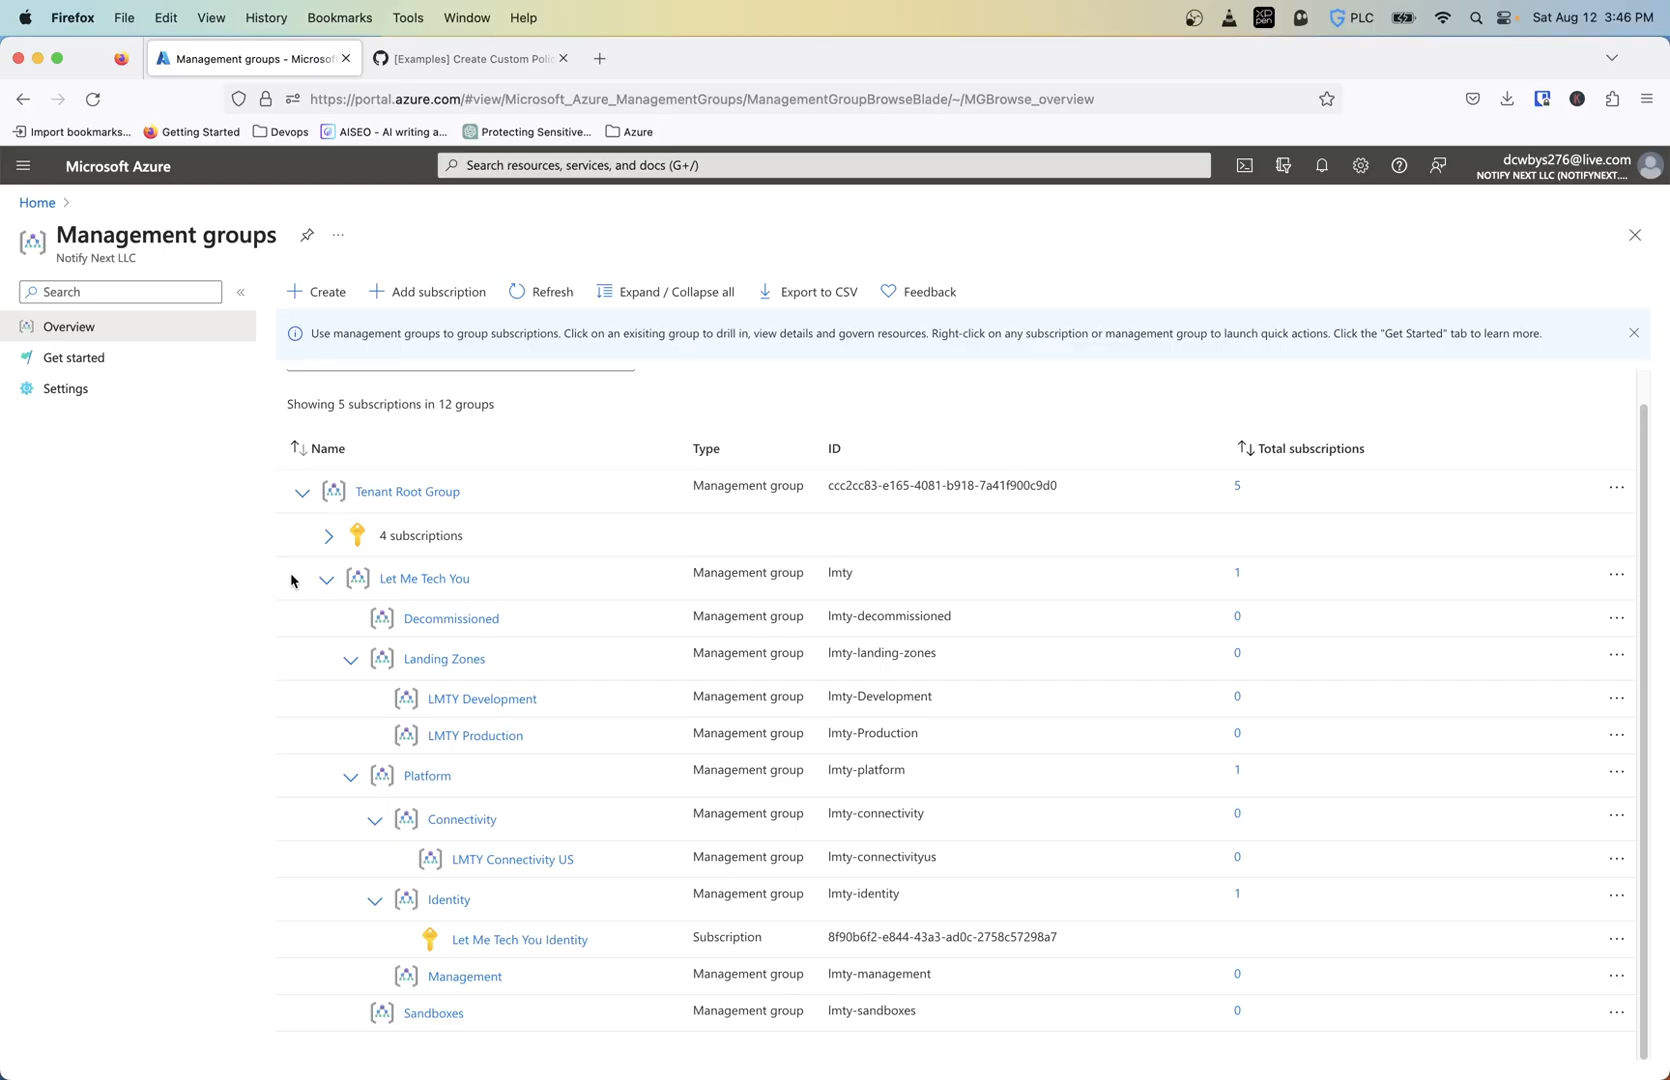 Firefox File Edit View History Bookmarks Tools Window Help
XP PEN PLC Sat Aug 12 3:46 PM
Management groups - Microsof [Examples] Create Custom Polic
https://portal.azure.com/#view/Microsoft_Azure_ManagementGroups/ManagementGroupBrowseBlade/~/MGBrowse_overview
Import bookmarks... Getting Started Devops AISEO - AI writing a... Protecting Sensitive... Azure
Microsoft Azure
Search resources, services, and docs (G+/)
dcwbys276@live.com
NOTIFY NEXT LLC (NOTIFYNEXT....
Home
Management groups
Notify Next LLC
Search
Create Add subscription Refresh Expand / Collapse all Export to CSV Feedback
Overview
Get started
Settings
Use management groups to group subscriptions. Click on an exisiting group to drill in, view details and govern resources. Right-click on any subscription or management group to launch quick actions. Click the "Get Started" tab to learn more.
Showing 5 subscriptions in 12 groups
Name Type ID Total subscriptions
Tenant Root Group Management group ccc2cc83-e165-4081-b918-7a41f900c9d0 5
4 subscriptions
Let Me Tech You Management group lmty 1
Decommissioned Management group lmty-decommissioned 0
Landing Zones Management group lmty-landing-zones 0
LMTY Development Management group lmty-Development 0
LMTY Production Management group lmty-Production 0
Platform Management group lmty-platform 1
Connectivity Management group lmty-connectivity 0
LMTY Connectivity US Management group lmty-connectivityus 0
Identity Management group lmty-identity 1
Let Me Tech You Identity Subscription 8f90b6f2-e844-43a3-ad0c-2758c57298a7
Management Management group lmty-management 0
Sandboxes Management group lmty-sandboxes 0